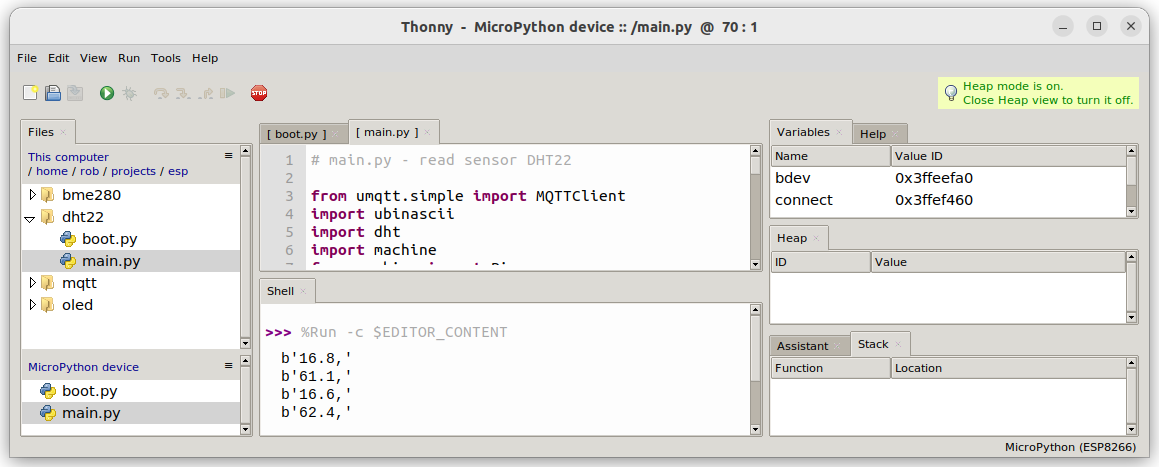 Thonny - MicroPython device :: /main.py @ 70 : 1
File Edit View Run Tools Help
STOP
Heap mode is on.
Close Heap view to turn it off.
Files
This computer
/ home / rob / projects / esp
bme280
dht22
boot.py
main.py
mqtt
oled
MicroPython device
boot.py
main.py
[ boot.py ] [ main.py ]
1 # main.py - read sensor DHT22
2
3 from umqtt.simple import MQTTClient
4 import ubinascii
5 import dht
6 import machine
Shell
>>> %Run -c $EDITOR_CONTENT
b'16.8,'
b'61.1,'
b'16.6,'
b'62.4,'
Variables Help
Name Value ID
bdev 0x3ffeefa0
connect 0x3ffef460
Heap
ID Value
Assistant Stack
Function Location
MicroPython (ESP8266)